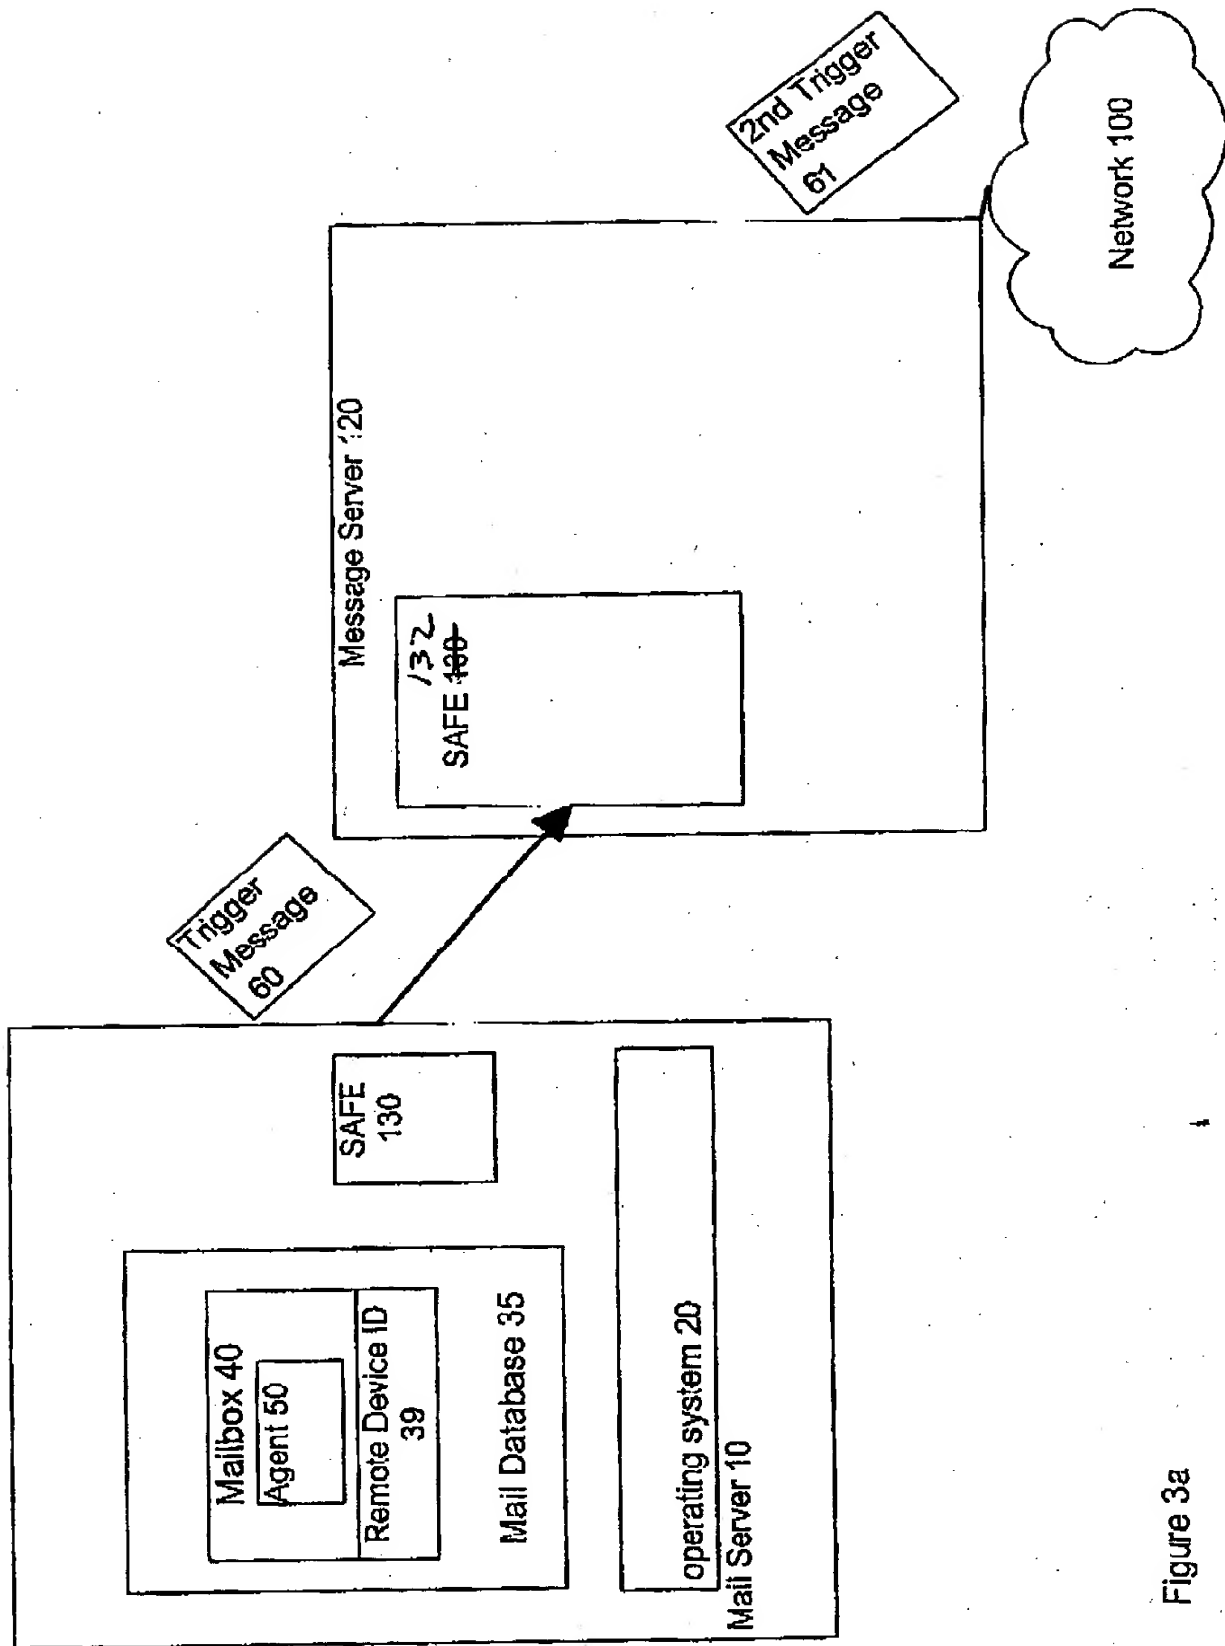 Mailbox 40
Agent 50
Remote Device ID
39
Mail Database 35
SAFE
130
operating system 20
Mail Server 10
Trigger
Message
60
Message Server 120
132
SAFE 130
2nd Trigger
Message
61
Network 100
Figure 3a